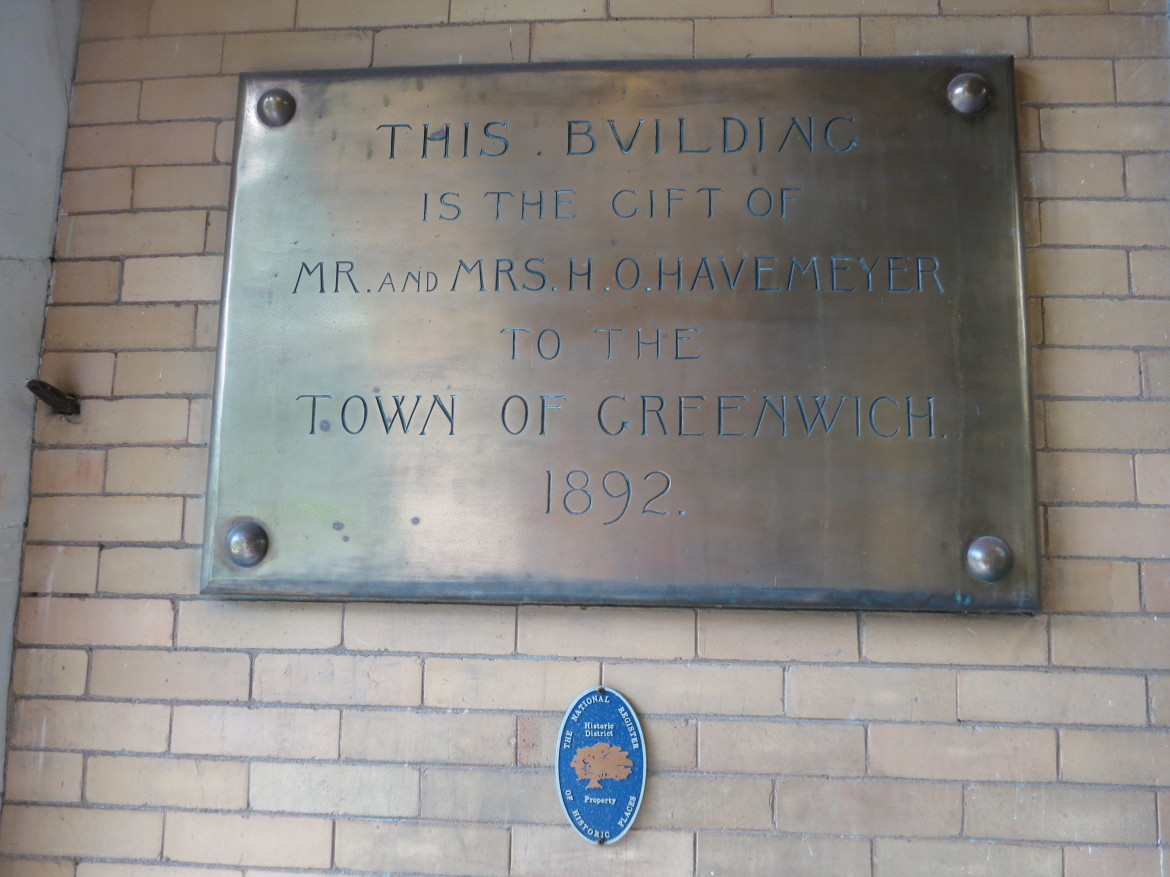 THIS . BVILDING
IS THE GIFT OF
MR. AND MRS. H.O. HAVEMEYER
TO THE
TOWN OF GREENWICH.
1892.
THE NATIONAL REGISTER
Historic
District
Property
OF HISTORIC PLACES